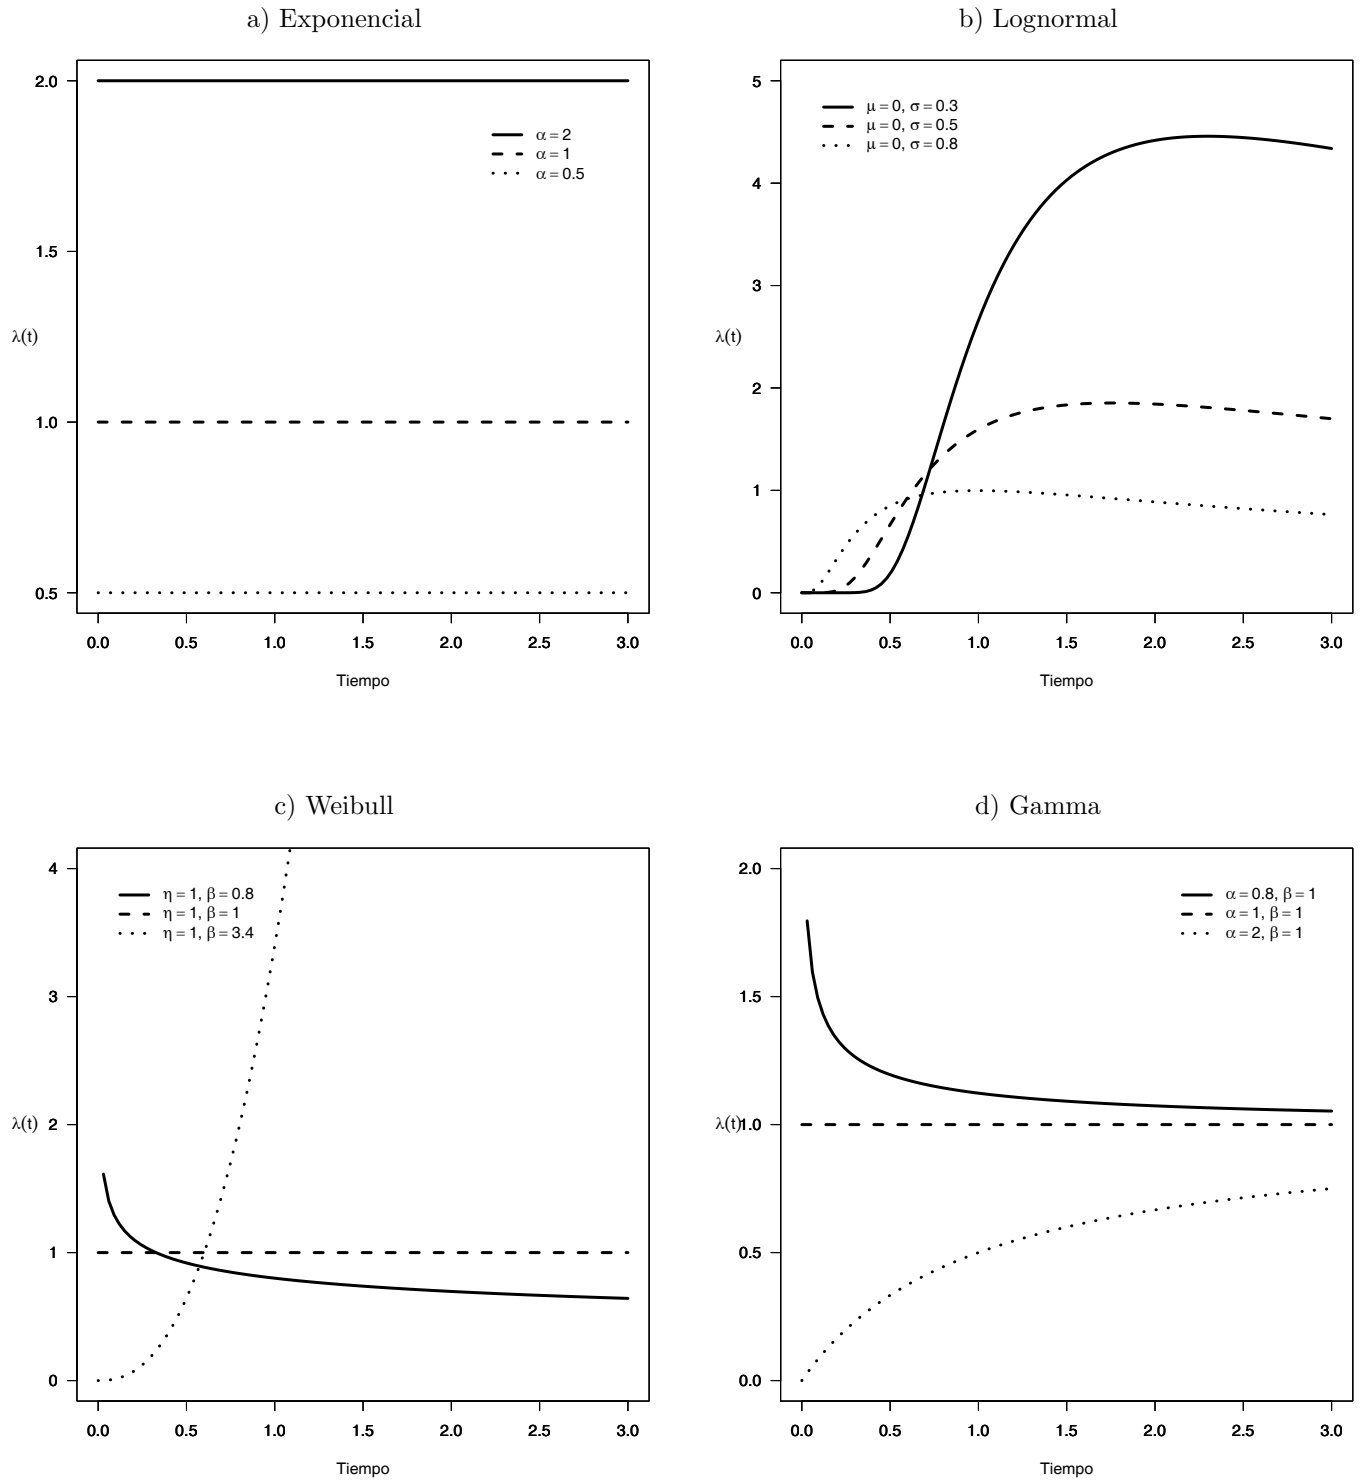 a) Exponencial
2.0
1.5
1.0
0.5
λ(t)
α = 2
α = 1
α = 0.5
0.0 0.5 1.0 1.5 2.0 2.5 3.0
Tiempo
b) Lognormal
5
4
3
2
1
0
λ(t)
μ = 0, σ = 0.3
μ = 0, σ = 0.5
μ = 0, σ = 0.8
0.0 0.5 1.0 1.5 2.0 2.5 3.0
Tiempo
c) Weibull
4
3
2
1
0
λ(t)
η = 1, β = 0.8
η = 1, β = 1
η = 1, β = 3.4
0.0 0.5 1.0 1.5 2.0 2.5 3.0
Tiempo
d) Gamma
2.0
1.5
1.0
0.5
0.0
λ(t)
α = 0.8, β = 1
α = 1, β = 1
α = 2, β = 1
0.0 0.5 1.0 1.5 2.0 2.5 3.0
Tiempo